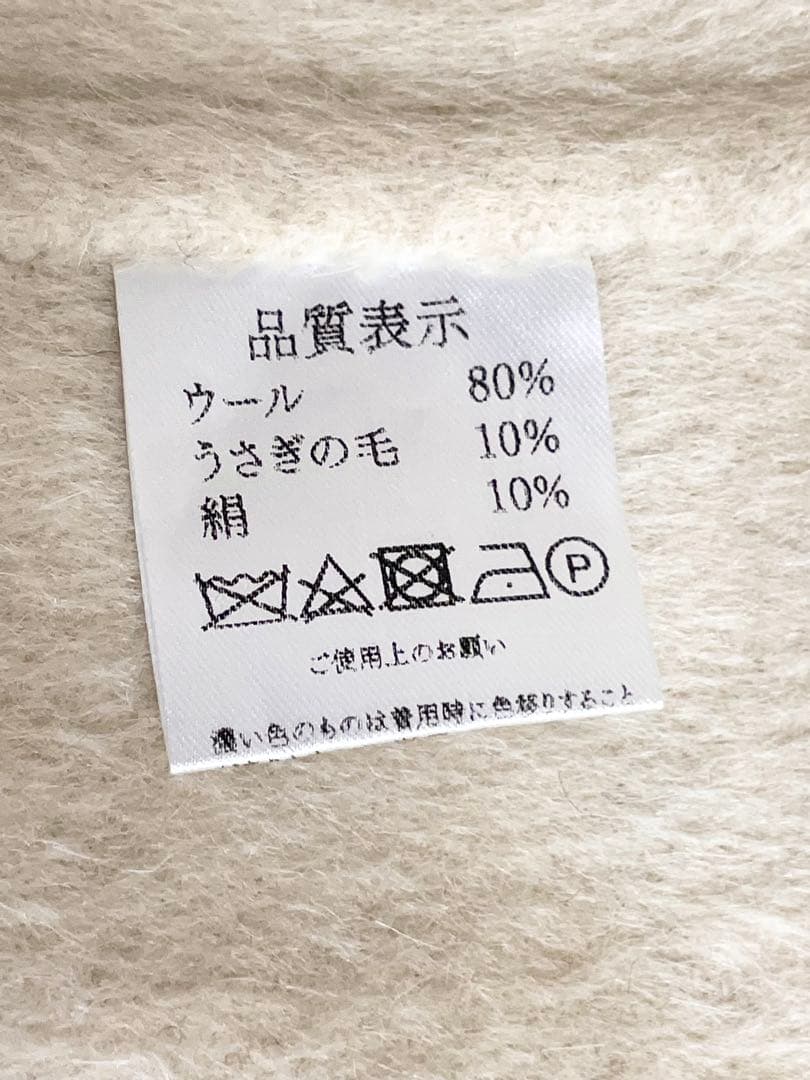 品質表示
ウール 80%
うさぎの毛 10%
絹 10%
P
ご使用上のお願い
濃い色のものは着用時に色移りすること